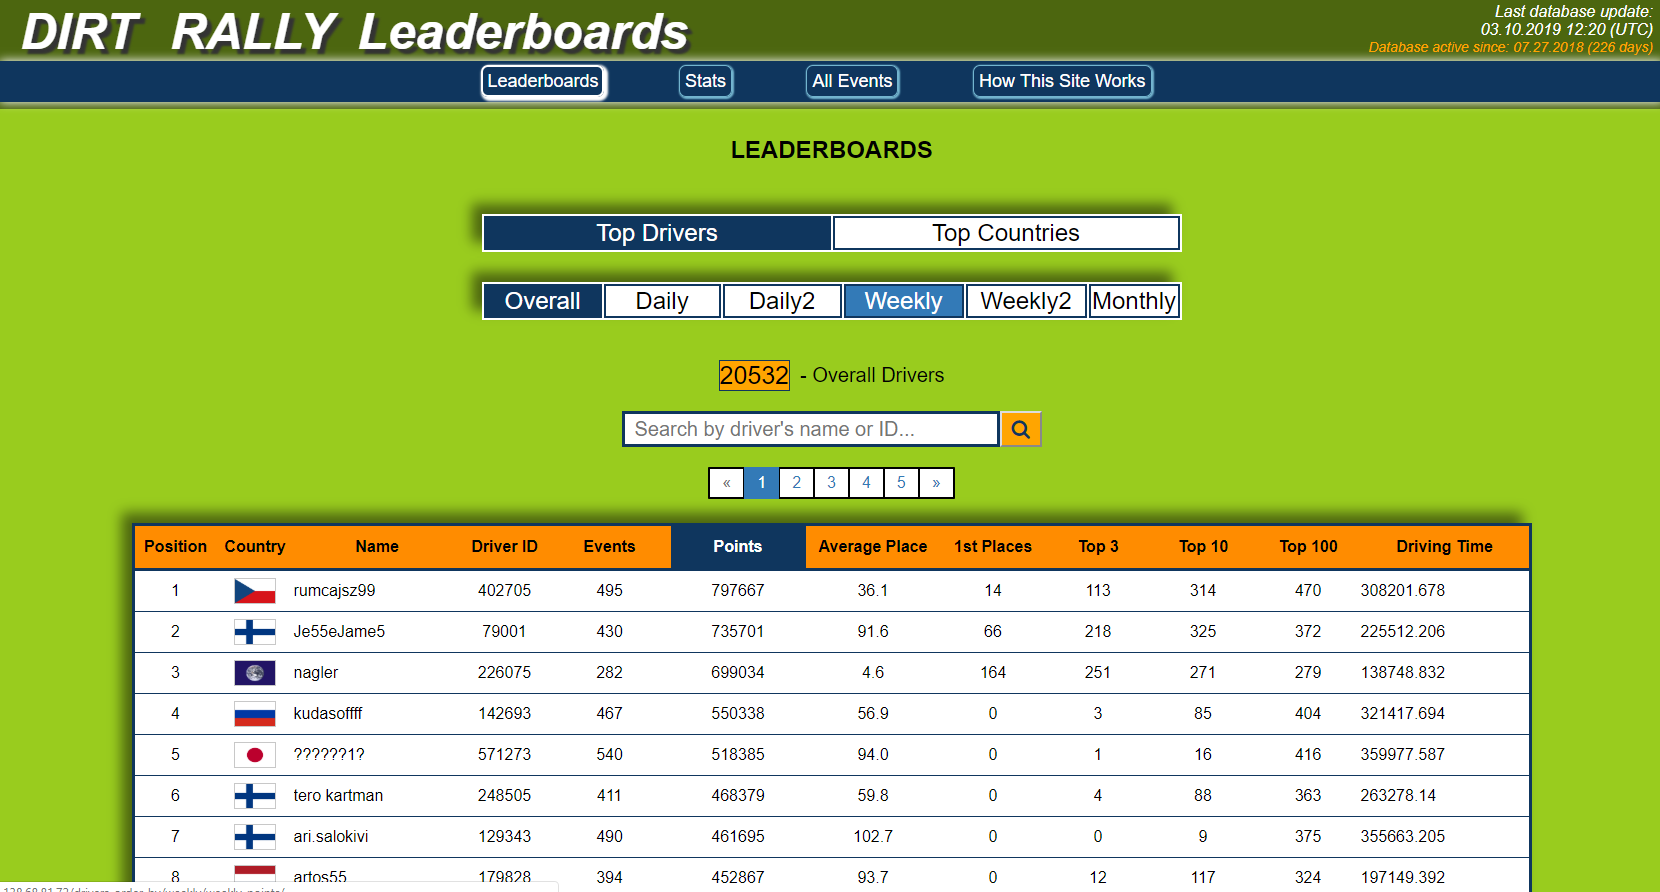 DIRT RALLY Leaderboards
Last database update:
03.10.2019 12:20 (UTC)
Database active since: 07.27.2018 (226 days)
Leaderboards Stats All Events How This Site Works
LEADERBOARDS
Top Drivers Top Countries
Overall Daily Daily2 Weekly Weekly2 Monthly
20532 - Overall Drivers
Search by driver's name or ID...
« 1 2 3 4 5 »
Position Country Name Driver ID Events Points Average Place 1st Places Top 3 Top 10 Top 100 Driving Time
1 rumcajsz99 402705 495 797667 36.1 14 113 314 470 308201.678
2 Je55eJame5 79001 430 735701 91.6 66 218 325 372 225512.206
3 nagler 226075 282 699034 4.6 164 251 271 279 138748.832
4 kudasoffff 142693 467 550338 56.9 0 3 85 404 321417.694
5 ??????1? 571273 540 518385 94.0 0 1 16 416 359977.587
6 tero kartman 248505 411 468379 59.8 0 4 88 363 263278.14
7 ari.salokivi 129343 490 461695 102.7 0 0 9 375 355663.205
8 artos55 179828 394 452867 93.7 0 12 117 324 197149.392